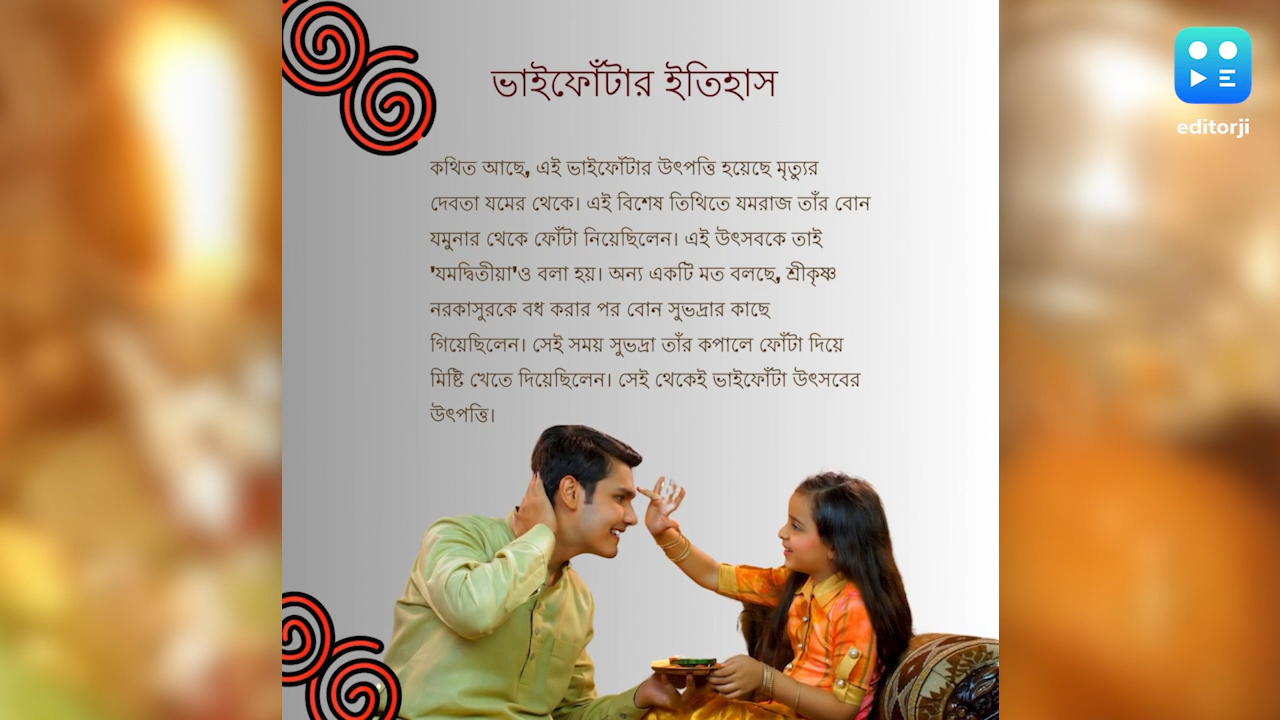 ভাইফোঁটার ইতিহাস
কথিত আছে, এই ভাইফোঁটার উৎপত্তি হয়েছে মৃত্যুর
দেবতা যমের থেকে। এই বিশেষ তিথিতে যমরাজ তাঁর বোন
যমুনার থেকে ফোঁটা নিয়েছিলেন। এই উৎসবকে তাই
'যমদ্বিতীয়া'ও বলা হয়। অন্য একটি মত বলছে, শ্রীকৃষ্ণ
নরকাসুরকে বধ করার পর বোন সুভদ্রার কাছে
গিয়েছিলেন। সেই সময় সুভদ্রা তাঁর কপালে ফোঁটা দিয়ে
মিষ্টি খেতে দিয়েছিলেন। সেই থেকেই ভাইফোঁটা উৎসবের
উৎপত্তি।
editorji